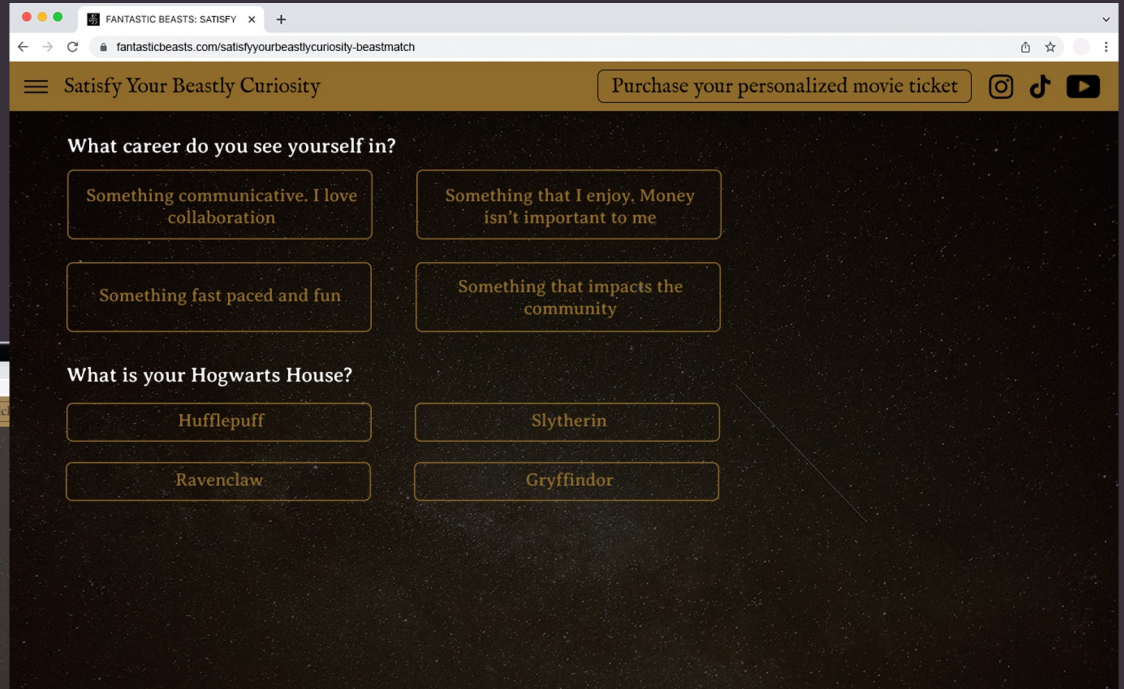 FANTASTIC BEASTS: SATISFY
fantasticbeasts.com/satisfyyourbeastlycuriosity-beastmatch
Satisfy Your Beastly Curiosity
Purchase your personalized movie ticket
What career do you see yourself in?
Something communicative. I love
collaboration
Something that I enjoy. Money
isn't important to me
Something fast paced and fun
Something that impacts the
community
What is your Hogwarts House?
Hufflepuff
Slytherin
Ravenclaw
Gryffindor